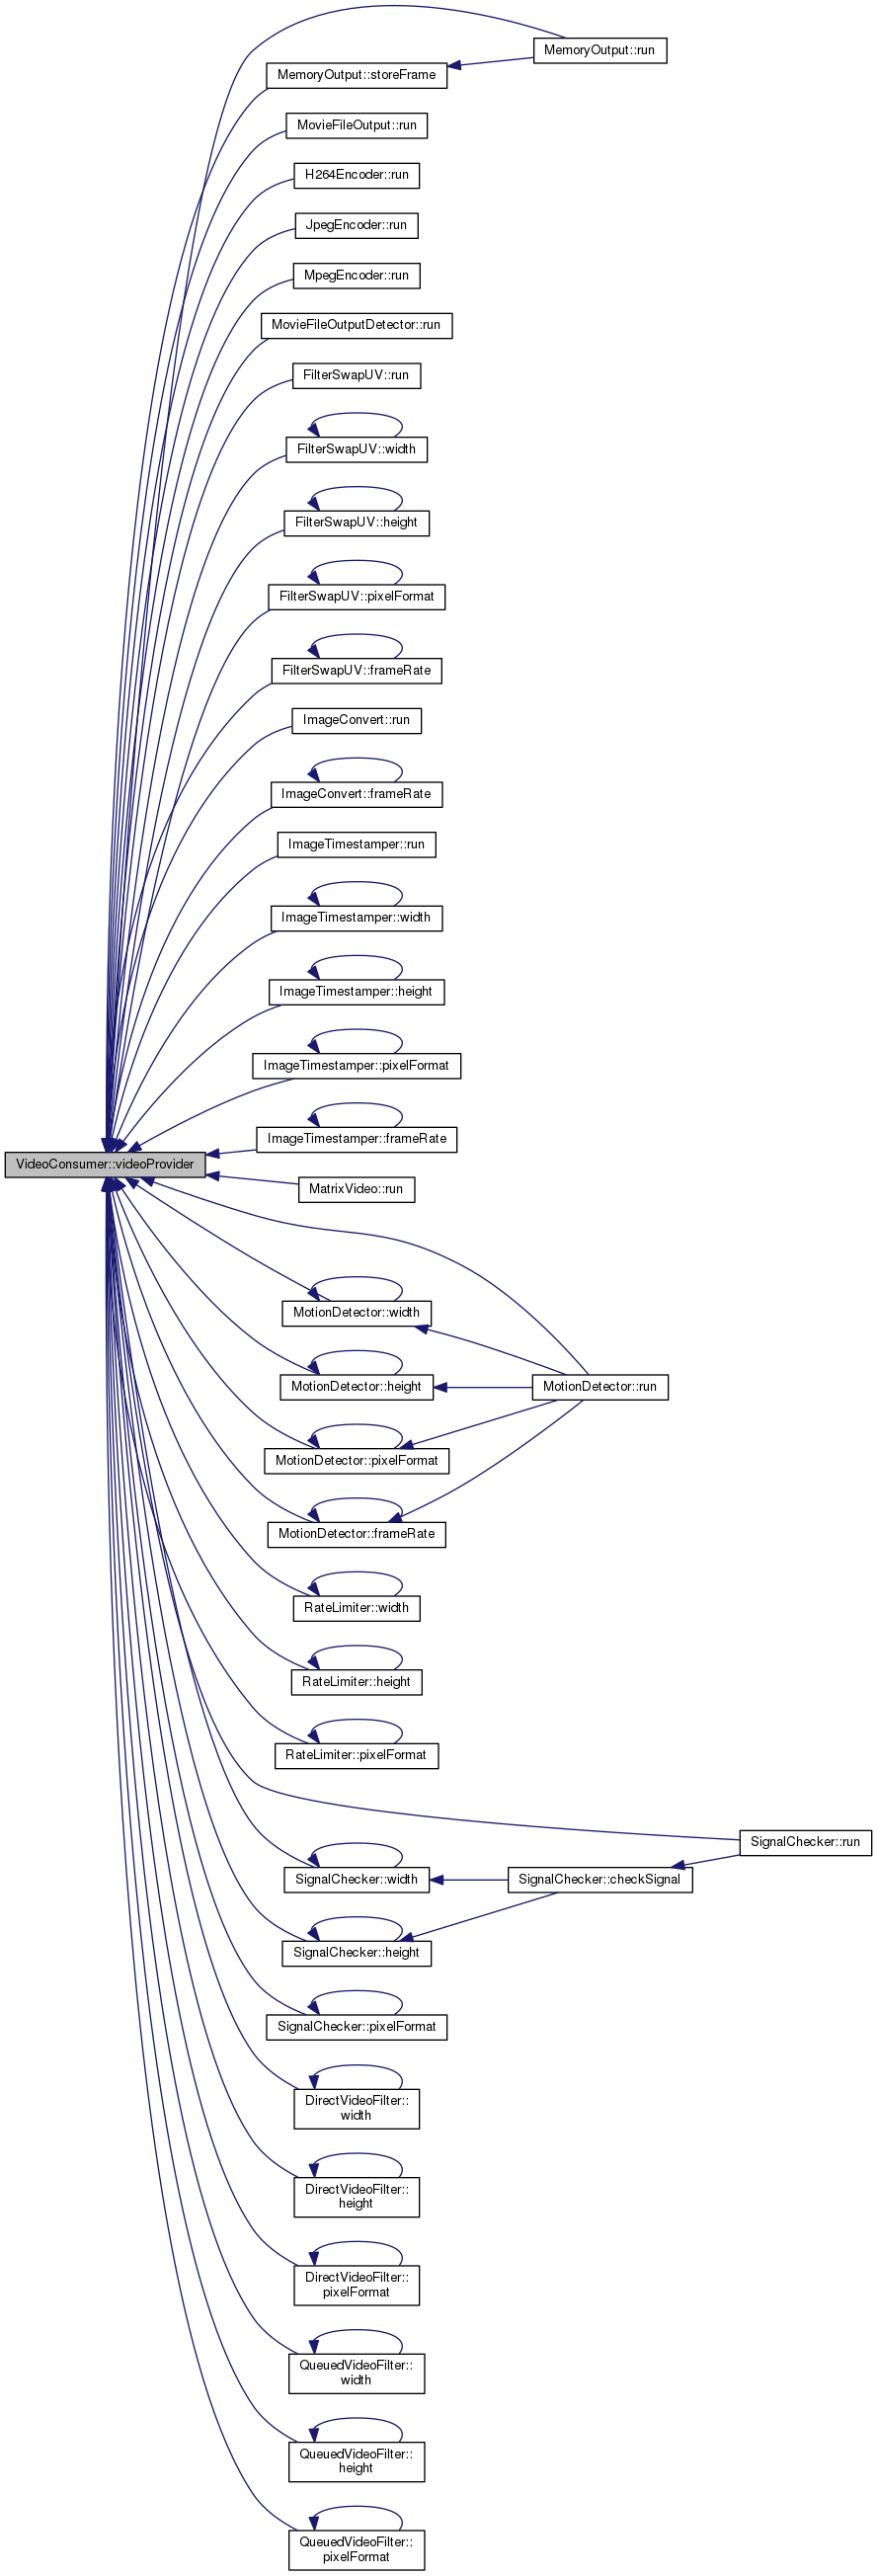 MemoryOutput::run
MemoryOutput::storeFrame
MovieFileOutput::run
H264Encoder::run
JpegEncoder::run
MpegEncoder::run
MovieFileOutputDetector::run
FilterSwapUV::run
FilterSwapUV::width
FilterSwapUV::height
FilterSwapUV::pixelFormat
FilterSwapUV::frameRate
ImageConvert::run
ImageConvert::frameRate
ImageTimestamper::run
ImageTimestamper::width
ImageTimestamper::height
ImageTimestamper::pixelFormat
ImageTimestamper::frameRate
VideoConsumer::videoProvider
MatrixVideo::run
MotionDetector::width
MotionDetector::height
MotionDetector::run
MotionDetector::pixelFormat
MotionDetector::frameRate
RateLimiter::width
RateLimiter::height
RateLimiter::pixelFormat
SignalChecker::run
SignalChecker::width
SignalChecker::checkSignal
SignalChecker::height
SignalChecker::pixelFormat
DirectVideoFilter::
width
DirectVideoFilter::
height
DirectVideoFilter::
pixelFormat
QueuedVideoFilter::
width
QueuedVideoFilter::
height
QueuedVideoFilter::
pixelFormat